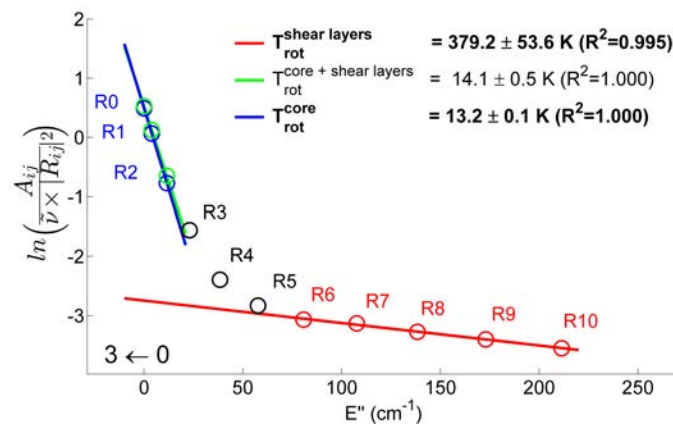 T_rot^shear layers = 379.2 ± 53.6 K (R²=0.995)
T_rot^core + shear layers = 14.1 ± 0.5 K (R²=1.000)
T_rot^core = 13.2 ± 0.1 K (R²=1.000)
ln(A_ij / ν̃ × |R_ij|²)
2
1
0
-1
-2
-3
R0
R1
R2
R3
R4
R5
R6
R7
R8
R9
R10
3 ← 0
0 50 100 150 200 250
E" (cm⁻¹)